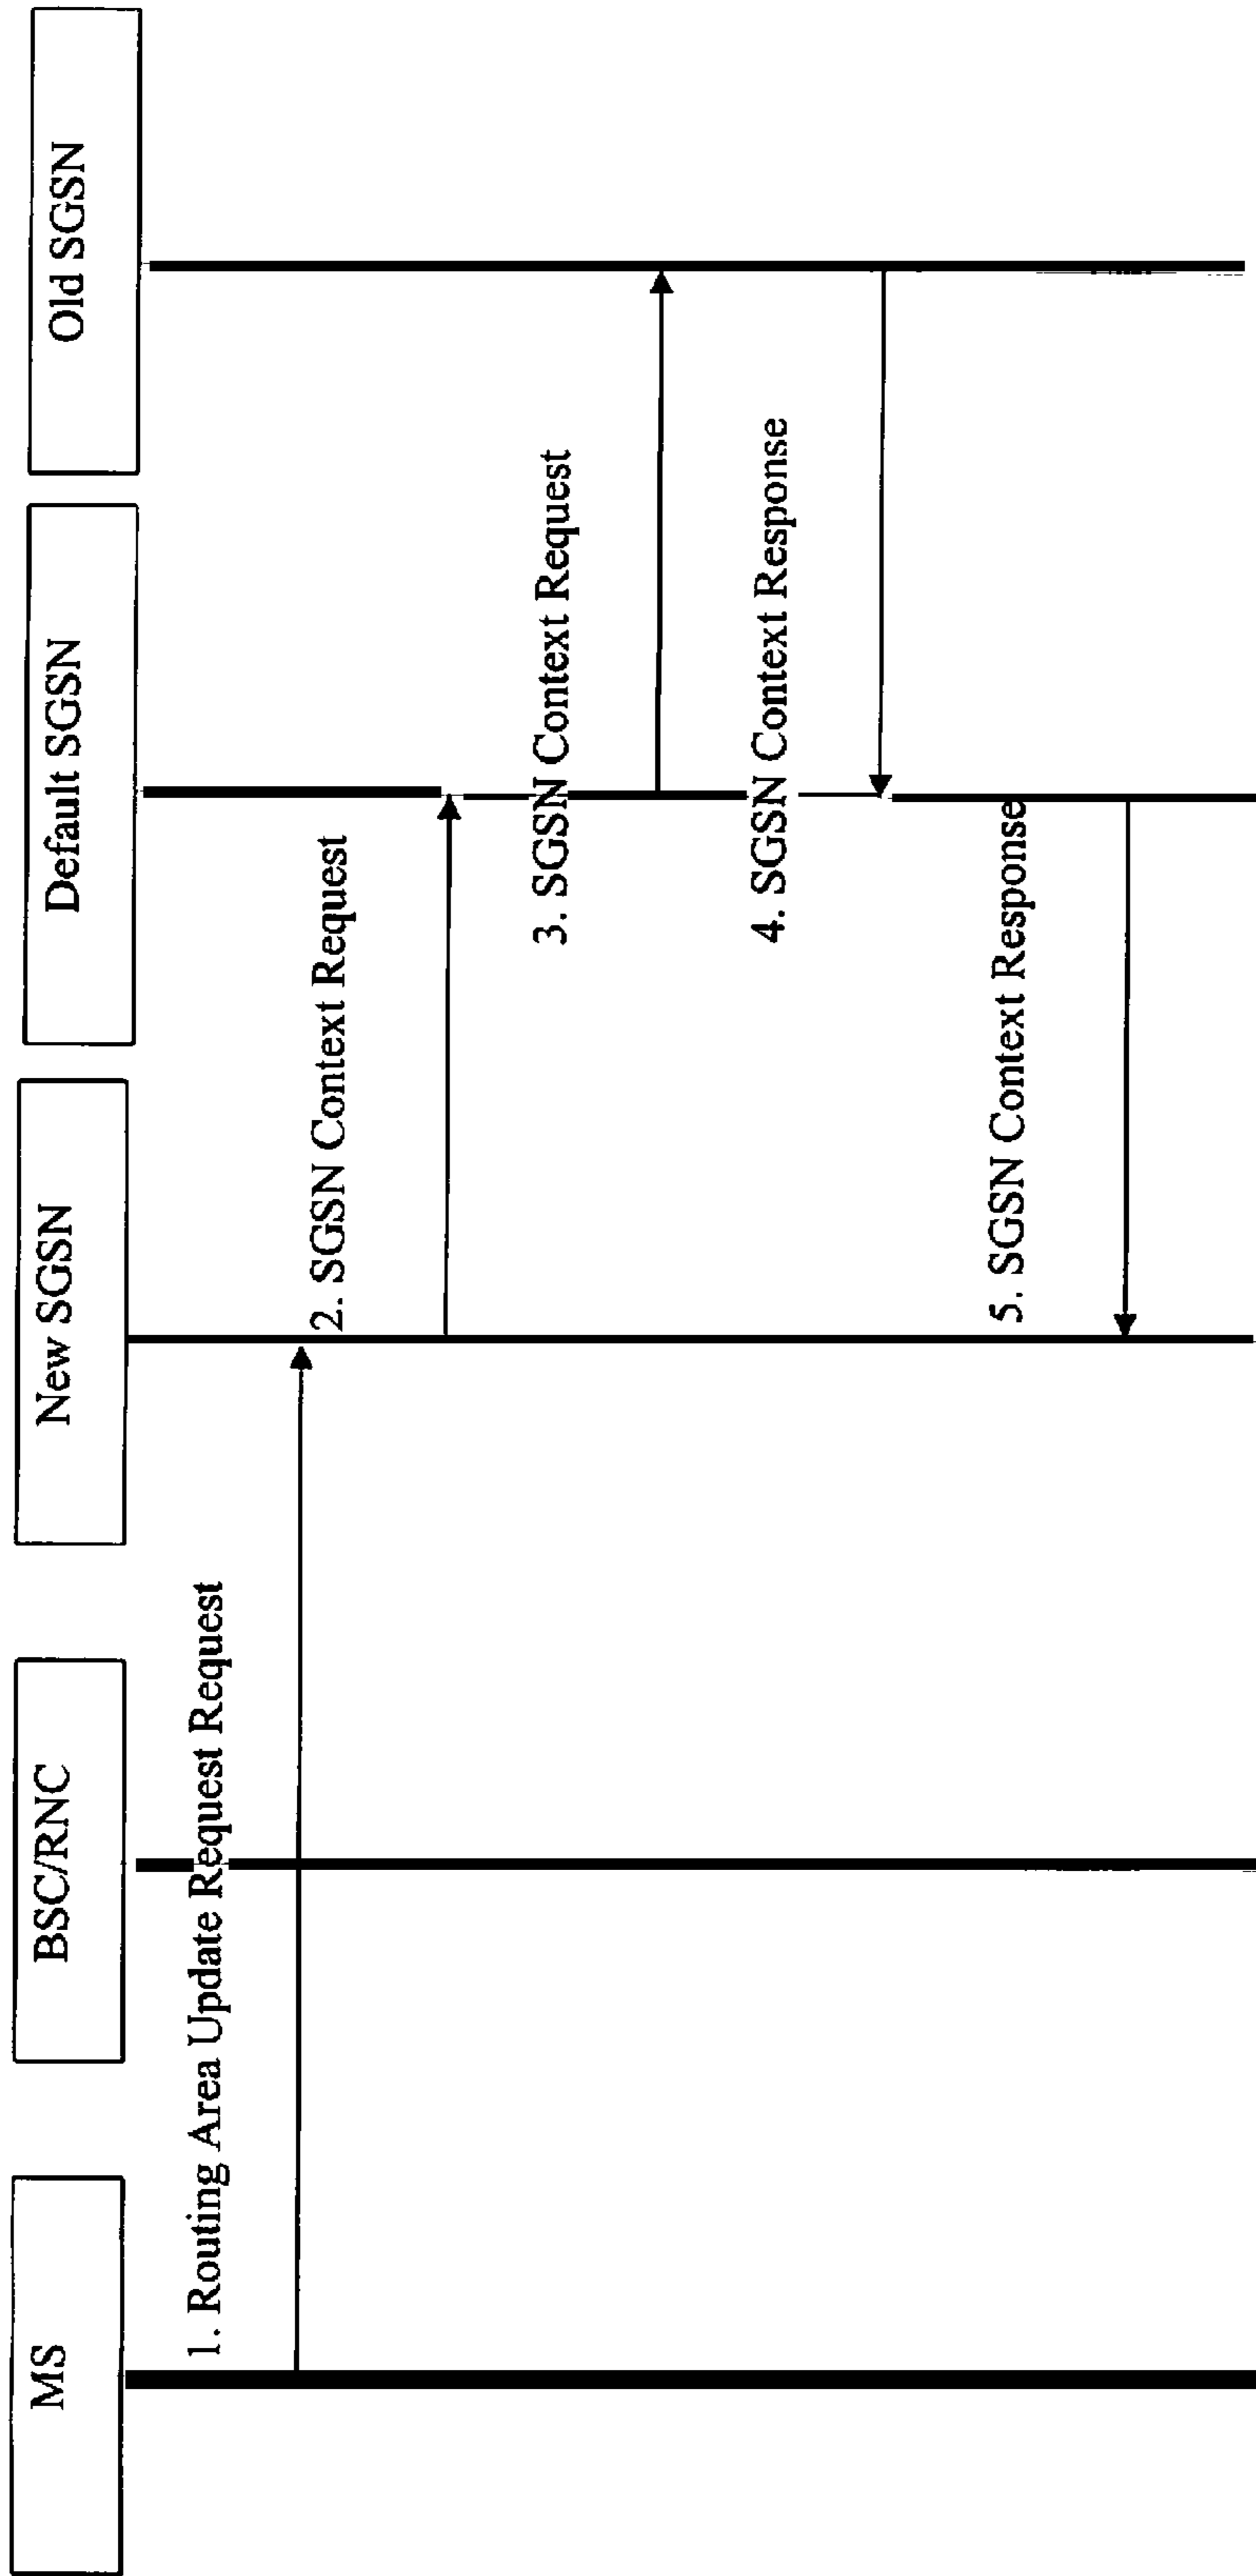 MS
BSC/RNC
New SGSN
Default SGSN
Old SGSN
1. Routing Area Update Request Request
2. SGSN Context Request
3. SGSN Context Request
4. SGSN Context Response
5. SGSN Context Response